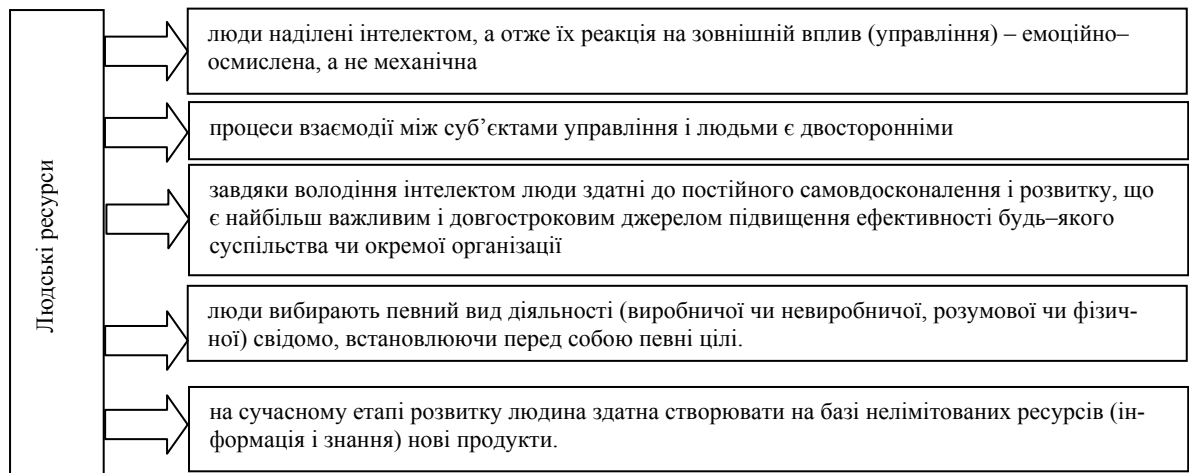 Людські ресурси
люди наділені інтелектом, а отже їх реакція на зовнішній вплив (управління) – емоційно–
осмислена, а не механічна
процеси взаємодії між суб’єктами управління і людьми є двосторонніми
завдяки володіння інтелектом люди здатні до постійного самовдосконалення і розвитку, що
є найбільш важливим і довгостроковим джерелом підвищення ефективності будь–якого
суспільства чи окремої організації
люди вибирають певний вид діяльності (виробничої чи невиробничої, розумової чи фізич-
ної) свідомо, встановлюючи перед собою певні цілі.
на сучасному етапі розвитку людина здатна створювати на базі нелімітованих ресурсів (ін-
формація і знання) нові продукти.